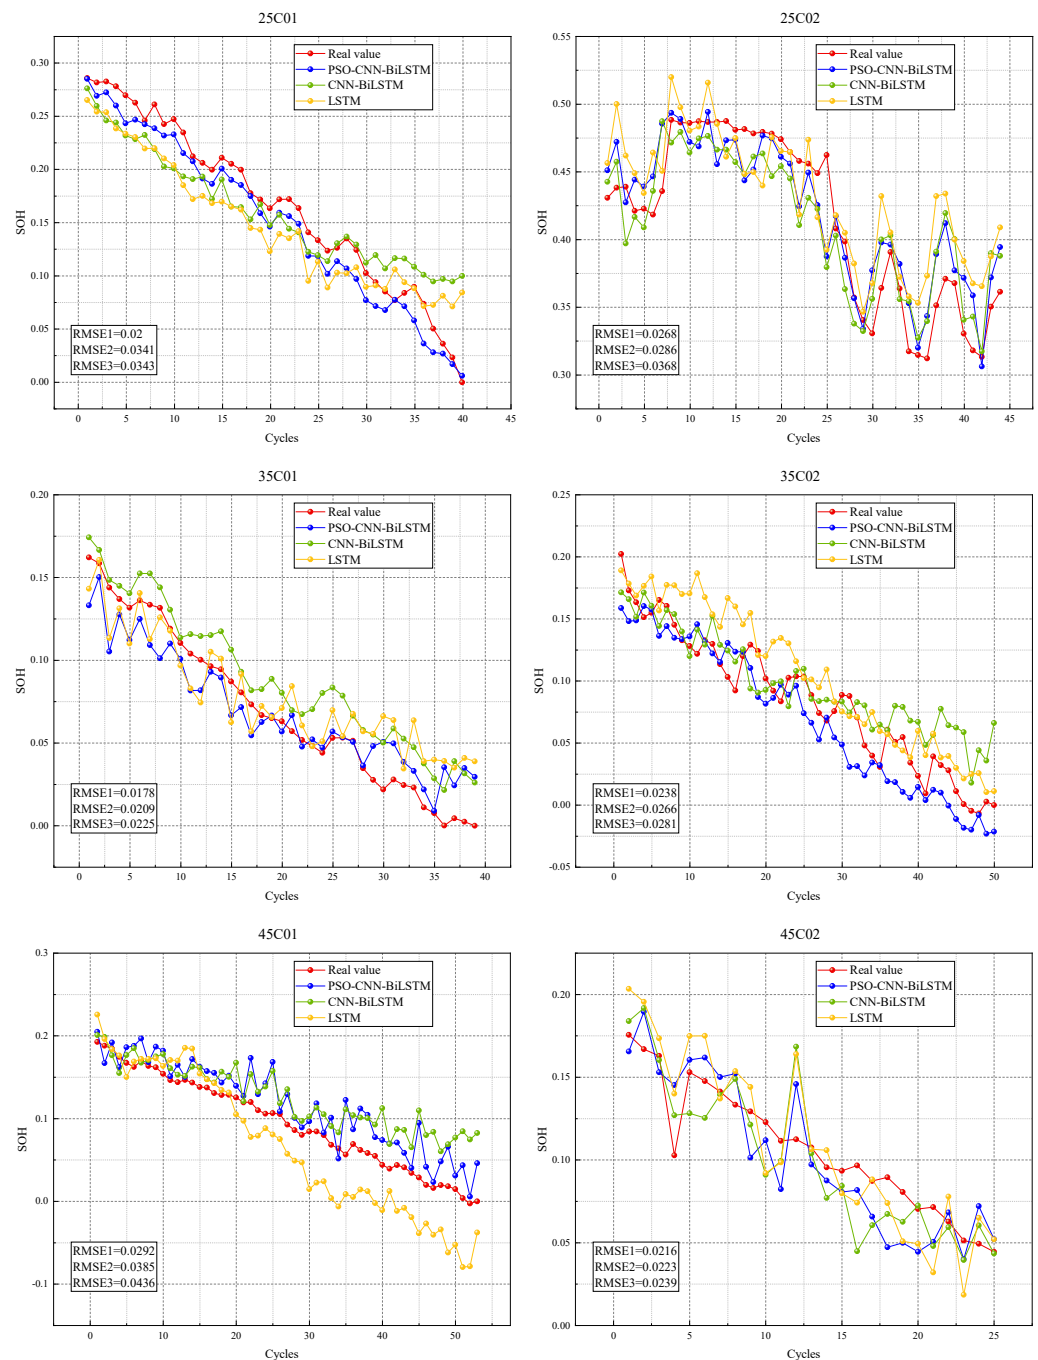 25C01
SOH
0.30
0.25
0.20
0.15
0.10
0.05
0.00
Real value
PSO-CNN-BiLSTM
CNN-BiLSTM
LSTM
RMSE1=0.02
RMSE2=0.0341
RMSE3=0.0343
0 5 10 15 20 25 30 35 40 45
Cycles
25C02
SOH
0.55
0.50
0.45
0.40
0.35
0.30
Real value
PSO-CNN-BiLSTM
CNN-BiLSTM
LSTM
RMSE1=0.0268
RMSE2=0.0286
RMSE3=0.0368
0 5 10 15 20 25 30 35 40 45
Cycles
35C01
SOH
0.20
0.15
0.10
0.05
0.00
Real value
PSO-CNN-BiLSTM
CNN-BiLSTM
LSTM
RMSE1=0.0178
RMSE2=0.0209
RMSE3=0.0225
0 5 10 15 20 25 30 35 40
Cycles
35C02
SOH
0.25
0.20
0.15
0.10
0.05
0.00
-0.05
Real value
PSO-CNN-BiLSTM
CNN-BiLSTM
LSTM
RMSE1=0.0238
RMSE2=0.0266
RMSE3=0.0281
0 10 20 30 40 50
Cycles
45C01
SOH
0.3
0.2
0.1
0.0
-0.1
Real value
PSO-CNN-BiLSTM
CNN-BiLSTM
LSTM
RMSE1=0.0292
RMSE2=0.0385
RMSE3=0.0436
0 10 20 30 40 50
Cycles
45C02
SOH
0.20
0.15
0.10
0.05
0.00
Real value
PSO-CNN-BiLSTM
CNN-BiLSTM
LSTM
RMSE1=0.0216
RMSE2=0.0223
RMSE3=0.0239
0 5 10 15 20 25
Cycles